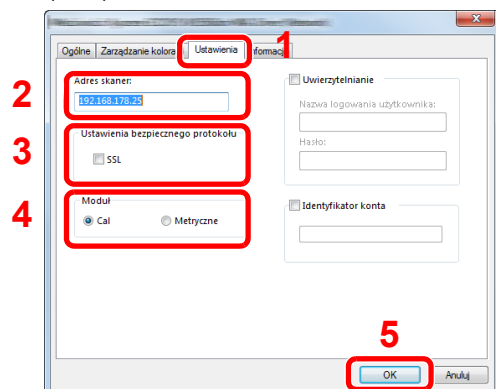 1
Ogólne Zarządzanie kolora Ustawienia nformacj
2
Adres skaner:
192.168.178.25
Uwierzytelnianie
Nazwa logowania użytkownika:
Hasło:
3
Ustawienia bezpiecznego protokołu
SSL
4
Moduł
Cal Metryczne
Identyfikator konta
5
OK Anuluj